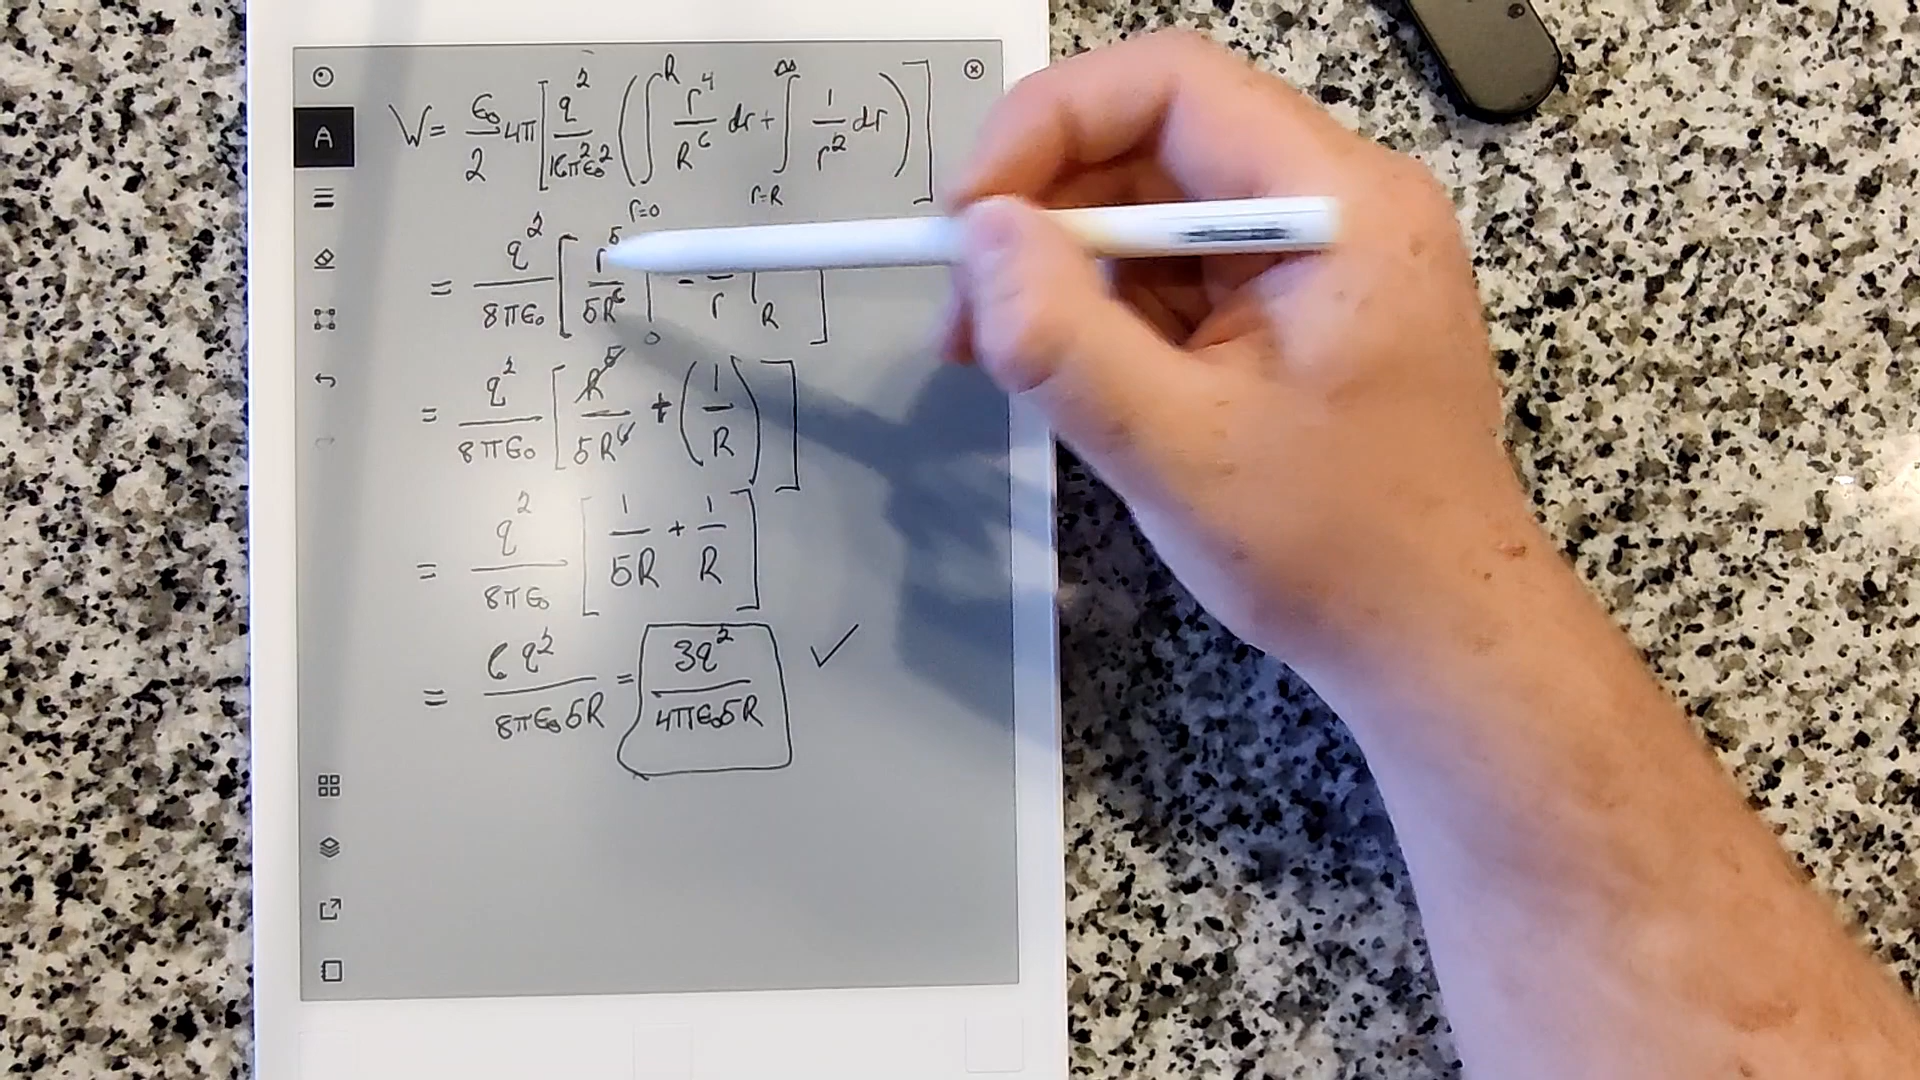 W = ε₀/2 4π [ q²/16π²ε₀² ( ∫_{r=0}^{R} r⁴/R⁶ dr + ∫_{r=R}^{∞} 1/r² dr ) ]
= q²/8πε₀ [ r⁵/5R⁶ |₀ - /r |_R ]
= q²/8πε₀ [ R⁵/5R⁶ + (1/R) ]
= q²/8πε₀ [ 1/5R + 1/R ]
= 6q²/8πε₀5R = 3q²/4πε₀5R ✓